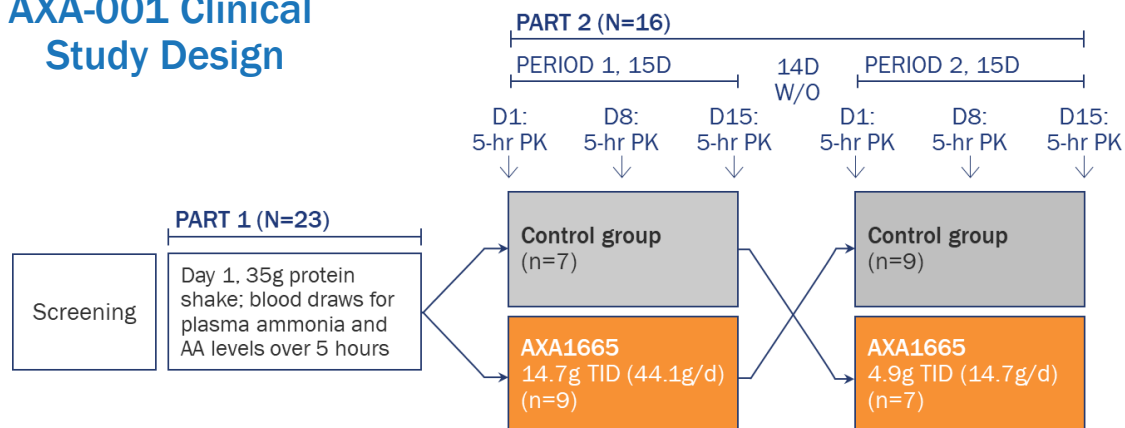 AXA-001 Clinical
Study Design
PART 2 (N=16)
PERIOD 1, 15D
14D
W/O
PERIOD 2, 15D
D1:
5-hr PK
D8:
5-hr PK
D15:
5-hr PK
D1:
5-hr PK
D8:
5-hr PK
D15:
5-hr PK
PART 1 (N=23)
Screening
Day 1, 35g protein
shake; blood draws for
plasma ammonia and
AA levels over 5 hours
Control group
(n=7)
Control group
(n=9)
AXA1665
14.7g TID (44.1g/d)
(n=9)
AXA1665
4.9g TID (14.7g/d)
(n=7)